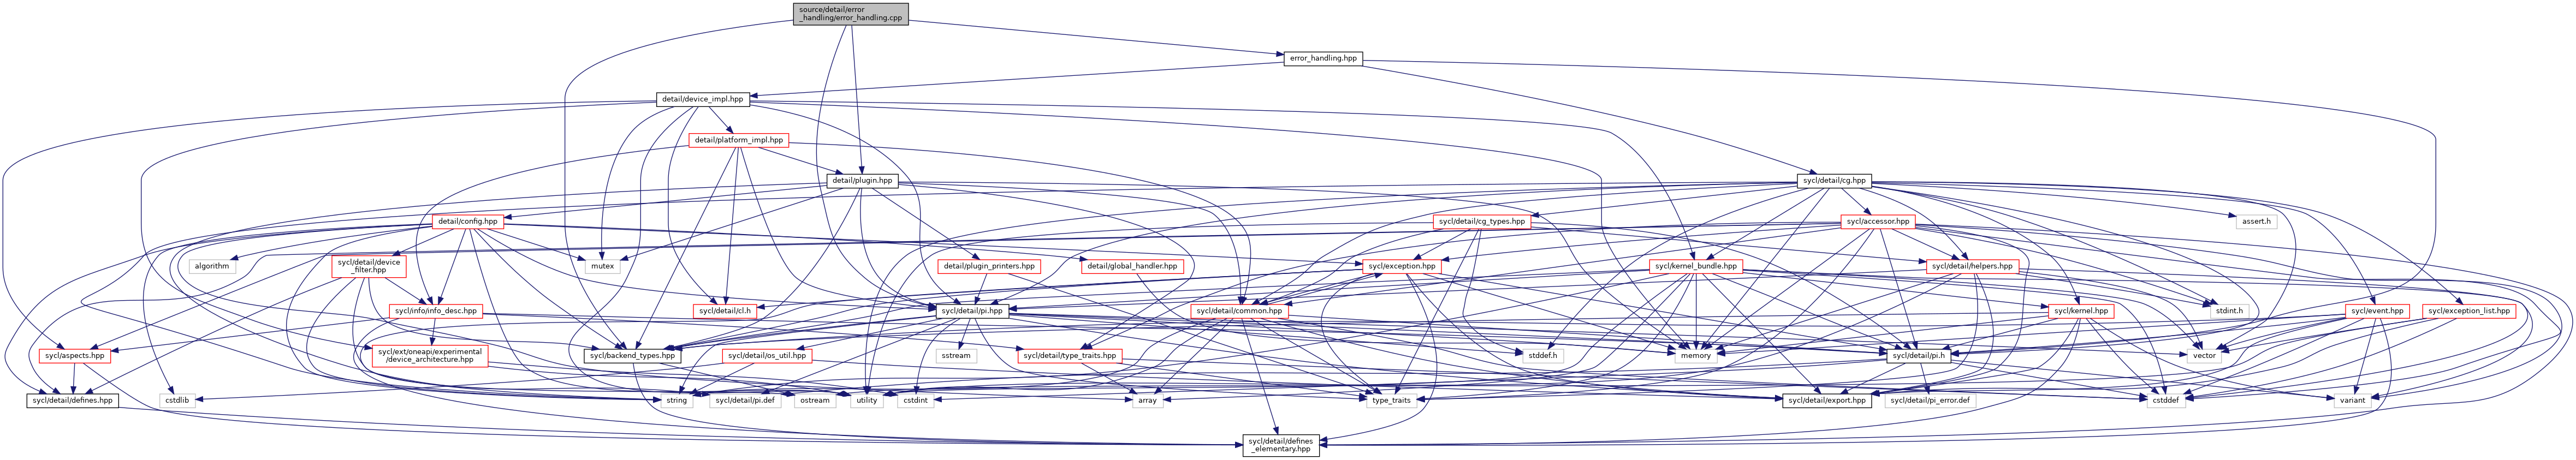 source/detail/error
_handling/error_handling.cpp
error_handling.hpp
detail/device_impl.hpp
detail/platform_impl.hpp
detail/plugin.hpp
sycl/detail/cg.hpp
detail/config.hpp
sycl/detail/cg_types.hpp
sycl/accessor.hpp
assert.h
algorithm
sycl/detail/device
_filter.hpp
mutex
detail/plugin_printers.hpp
detail/global_handler.hpp
sycl/exception.hpp
sycl/kernel_bundle.hpp
sycl/detail/helpers.hpp
sycl/info/info_desc.hpp
sycl/detail/cl.h
sycl/detail/pi.hpp
sycl/detail/common.hpp
sycl/kernel.hpp
stdint.h
sycl/event.hpp
sycl/exception_list.hpp
sycl/aspects.hpp
sycl/ext/oneapi/experimental
/device_architecture.hpp
sycl/backend_types.hpp
sycl/detail/os_util.hpp
sstream
sycl/detail/type_traits.hpp
stddef.h
memory
sycl/detail/pi.h
vector
sycl/detail/defines.hpp
cstdlib
string
sycl/detail/pi.def
ostream
utility
cstdint
array
type_traits
sycl/detail/export.hpp
sycl/detail/pi_error.def
cstddef
variant
sycl/detail/defines
_elementary.hpp